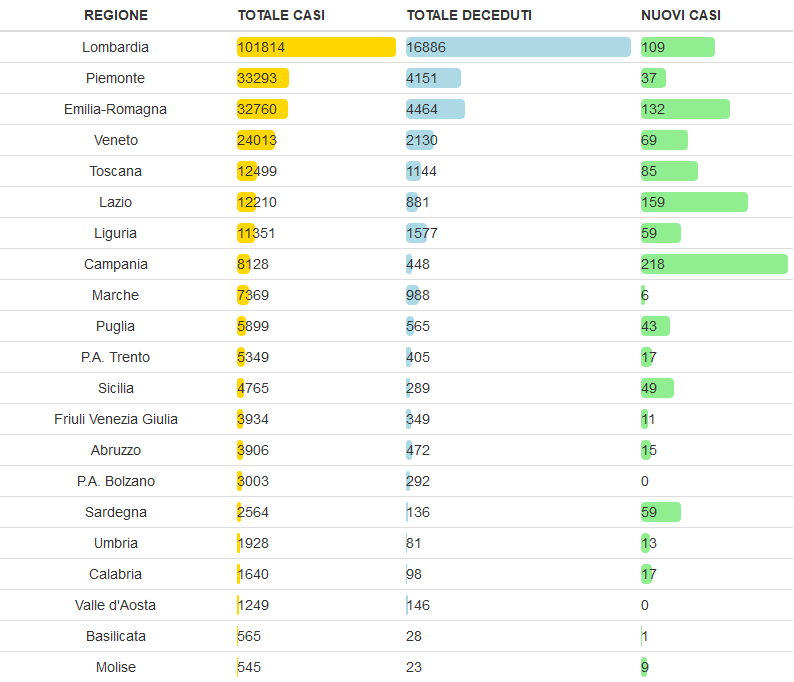 REGIONE TOTALE CASI TOTALE DECEDUTI NUOVI CASI
Lombardia 101814 16886 109
Piemonte 33293 4151 37
Emilia-Romagna 32760 4464 132
Veneto 24013 2130 69
Toscana 12499 1144 85
Lazio 12210 881 159
Liguria 11351 1577 59
Campania 8128 448 218
Marche 7369 988 6
Puglia 5899 565 43
P.A. Trento 5349 405 17
Sicilia 4765 289 49
Friuli Venezia Giulia 3934 349 11
Abruzzo 3906 472 15
P.A. Bolzano 3003 292 0
Sardegna 2564 136 59
Umbria 1928 81 13
Calabria 1640 98 17
Valle d'Aosta 1249 146 0
Basilicata 565 28 1
Molise 545 23 9